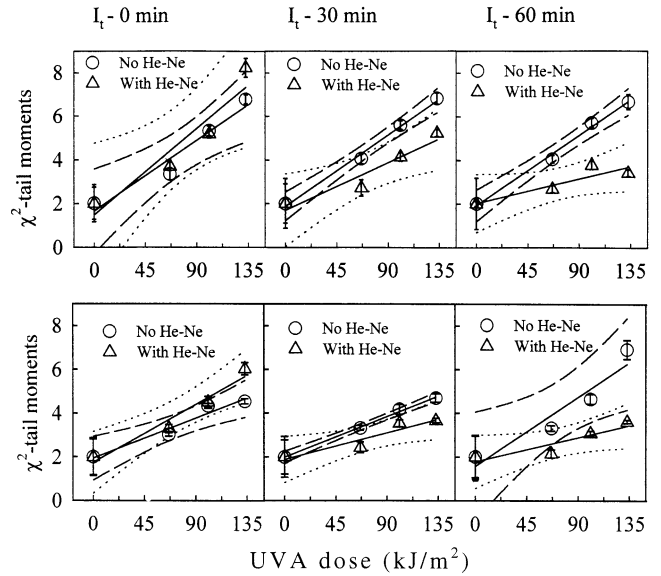 I_t - 0 min I_t - 30 min I_t - 60 min
χ²-tail moments
8
6
4
2
0
No He-Ne
With He-Ne
No He-Ne
With He-Ne
No He-Ne
With He-Ne
0 45 90 135 0 45 90 135 0 45 90 135
χ²-tail moments
8
6
4
2
0
No He-Ne
With He-Ne
No He-Ne
With He-Ne
No He-Ne
With He-Ne
0 45 90 135 0 45 90 135 0 45 90 135
UVA dose (kJ/m²)